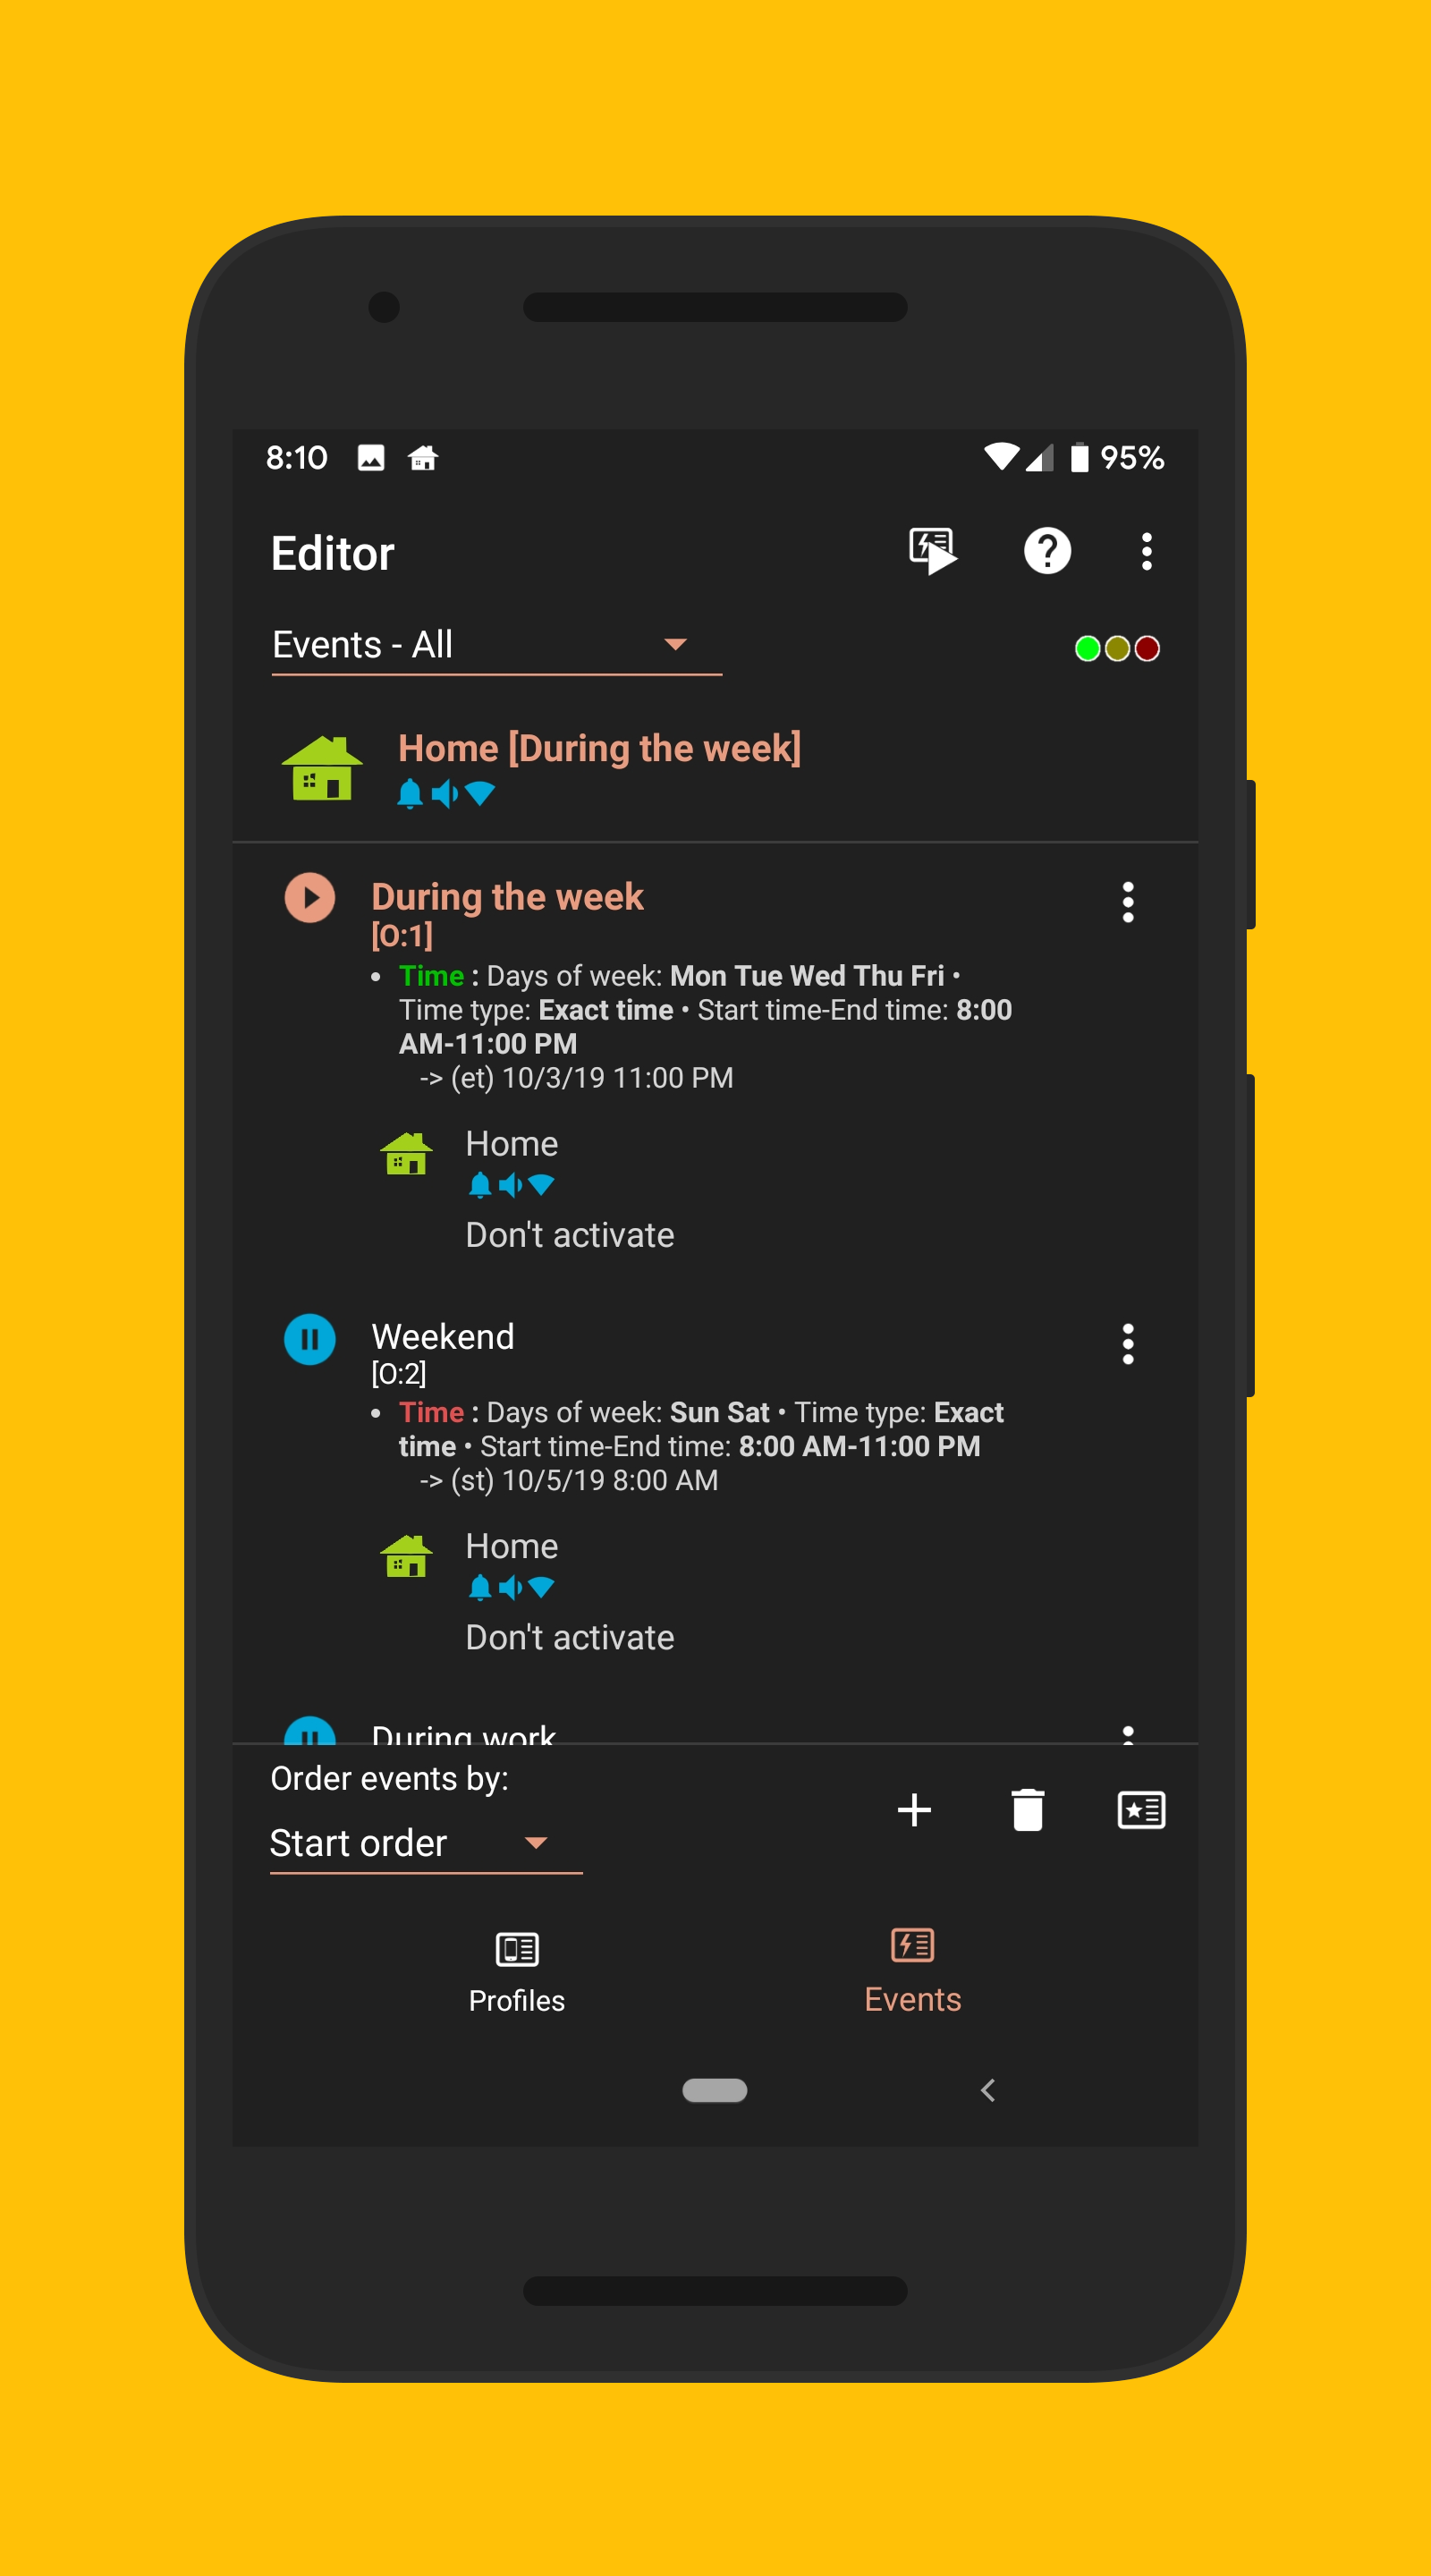 8:10 95%
Editor
Events - All
Home [During the week]
During the week
[O:1]
• Time : Days of week: Mon Tue Wed Thu Fri •
Time type: Exact time • Start time-End time: 8:00
AM-11:00 PM
-> (et) 10/3/19 11:00 PM
Home
Don't activate
Weekend
[O:2]
• Time : Days of week: Sun Sat • Time type: Exact
time • Start time-End time: 8:00 AM-11:00 PM
-> (st) 10/5/19 8:00 AM
Home
Don't activate
During work
Order events by:
Start order
Profiles
Events